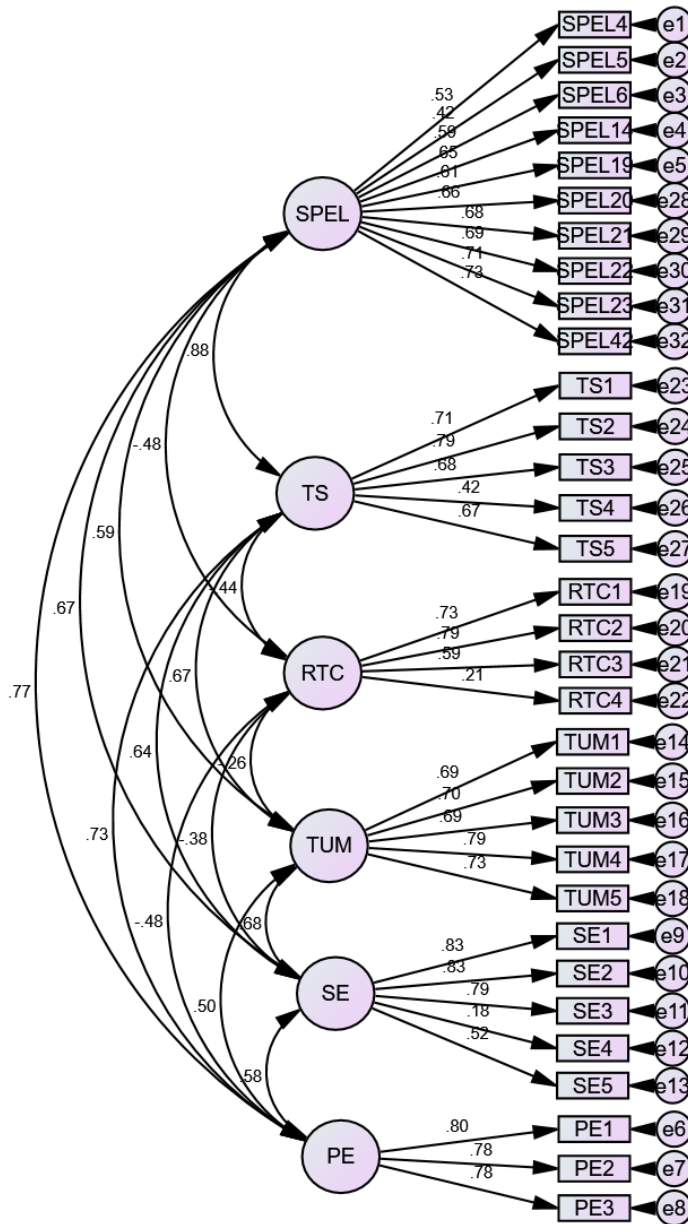 SPEL4 e1
.53
SPEL5 e2
.42
SPEL6 e3
.59
SPEL14 e4
.65
SPEL19 e5
.61
SPEL20 e28
.66
SPEL21 e29
.68
SPEL22 e30
.69
SPEL23 e31
.71
SPEL42 e32
.73
SPEL
.88
TS1 e23
.71
TS2 e24
.79
TS3 e25
.68
TS4 e26
.42
TS5 e27
.67
TS
-.48
.59
-.44
RTC1 e19
.73
RTC2 e20
.79
RTC3 e21
.59
RTC4 e22
.21
RTC
.67
.67
.77
.64
-.26
TUM1 e14
.69
TUM2 e15
.70
TUM3 e16
.69
TUM4 e17
.79
TUM5 e18
.73
TUM
.73
-.38
-.48
.68
SE1 e9
.83
SE2 e10
.83
SE3 e11
.79
SE4 e12
.18
SE5 e13
.52
SE
.50
.58
PE1 e6
.80
PE2 e7
.78
PE3 e8
.78
PE